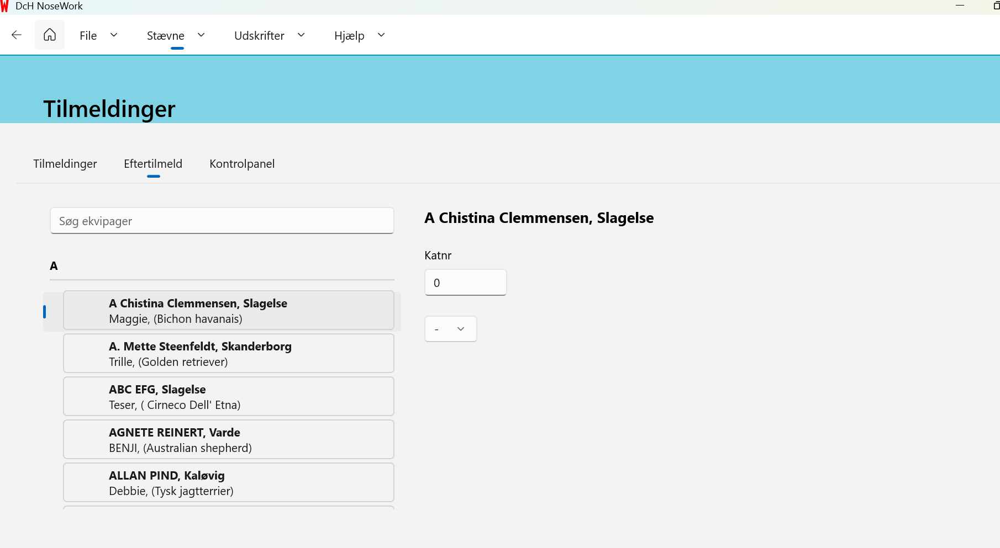 DcH NoseWork
File
Stævne
Udskrifter
Hjælp
Tilmeldinger
Tilmeldinger
Eftertilmeld
Kontrolpanel
Søg ekvipager
A
A Chistina Clemmensen, Slagelse
Maggie, (Bichon havanais)
A. Mette Steenfeldt, Skanderborg
Trille, (Golden retriever)
ABC EFG, Slagelse
Teser, ( Cirneco Dell' Etna)
AGNETE REINERT, Varde
BENJI, (Australian shepherd)
ALLAN PIND, Kaløvig
Debbie, (Tysk jagtterrier)
A Chistina Clemmensen, Slagelse
Katnr
0
-